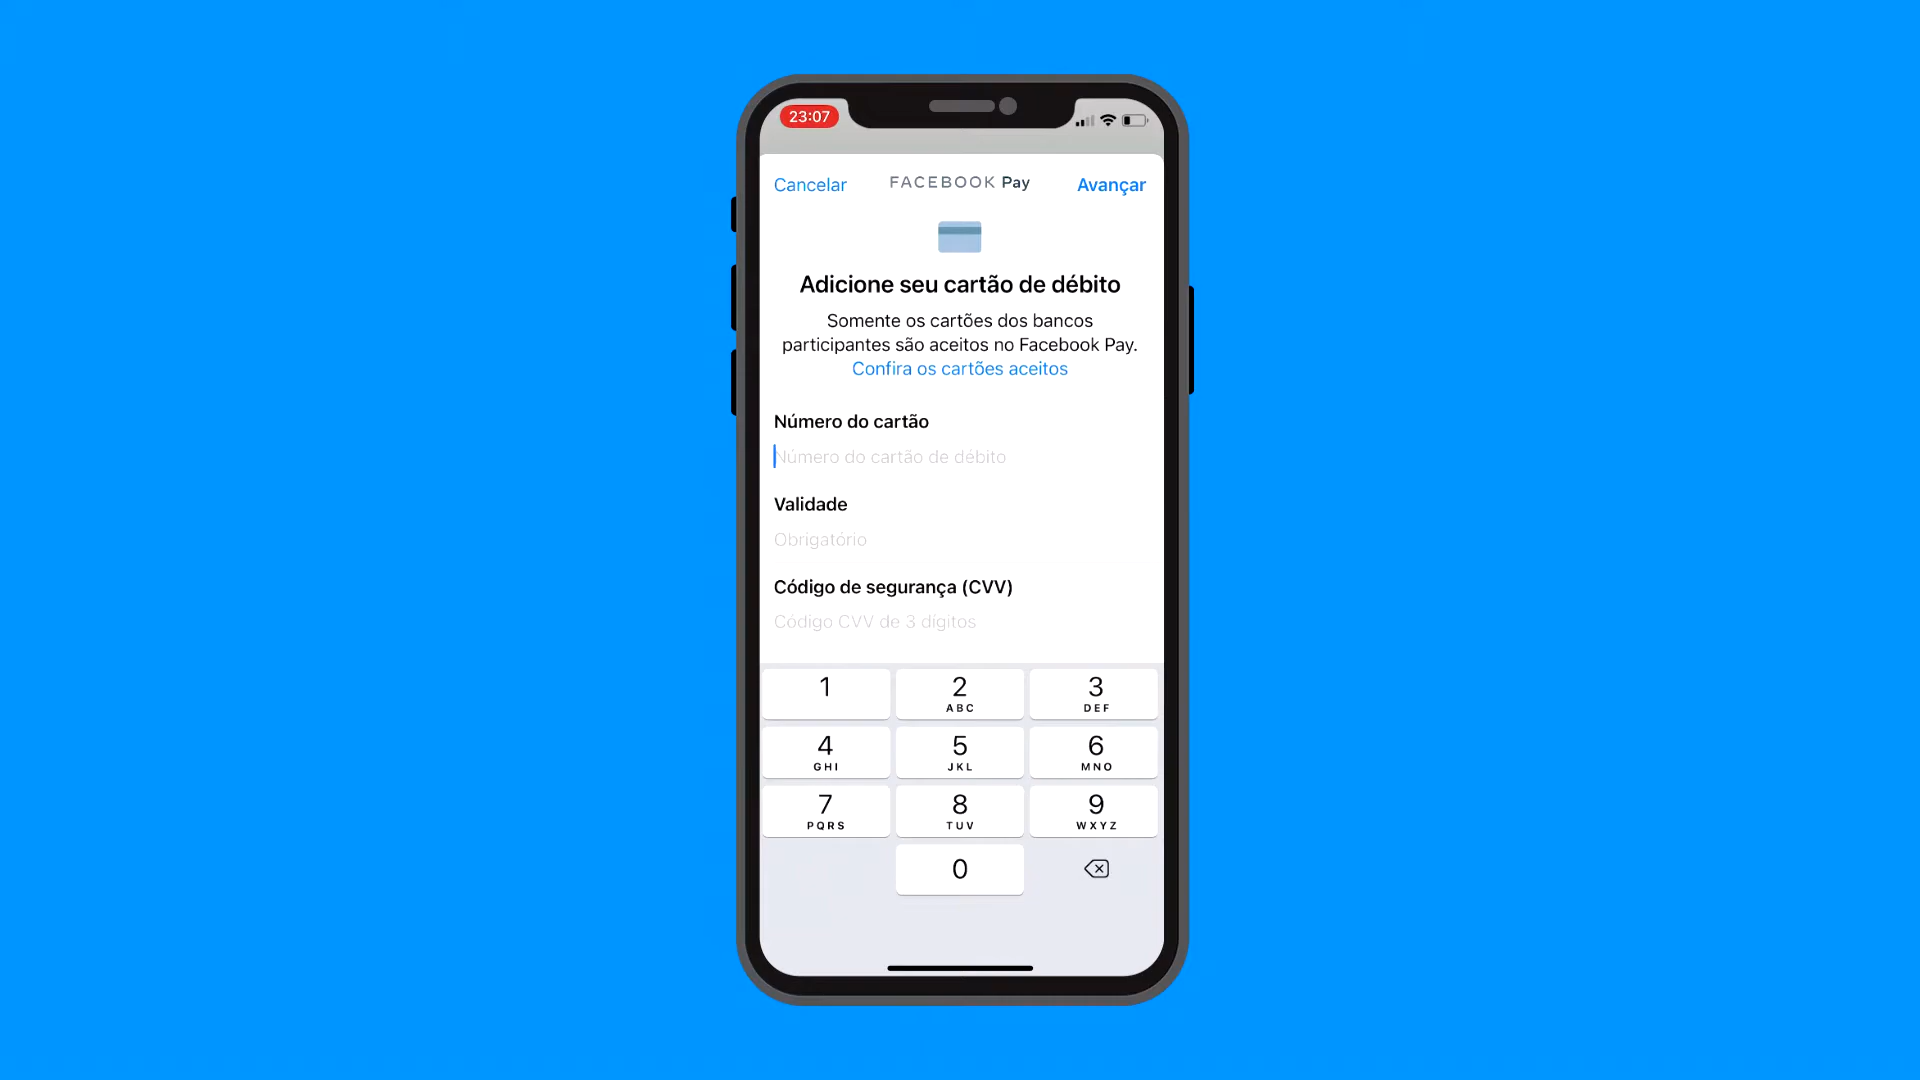 23:07
Cancelar FACEBOOK Pay Avançar
Adicione seu cartão de débito
Somente os cartões dos bancos
participantes são aceitos no Facebook Pay.
Confira os cartões aceitos
Número do cartão
Número do cartão de débito
Validade
Obrigatório
Código de segurança (CVV)
Código CVV de 3 dígitos
1 2 3
ABC DEF
4 5 6
GHI JKL MNO
7 8 9
PQRS TUV WXYZ
0